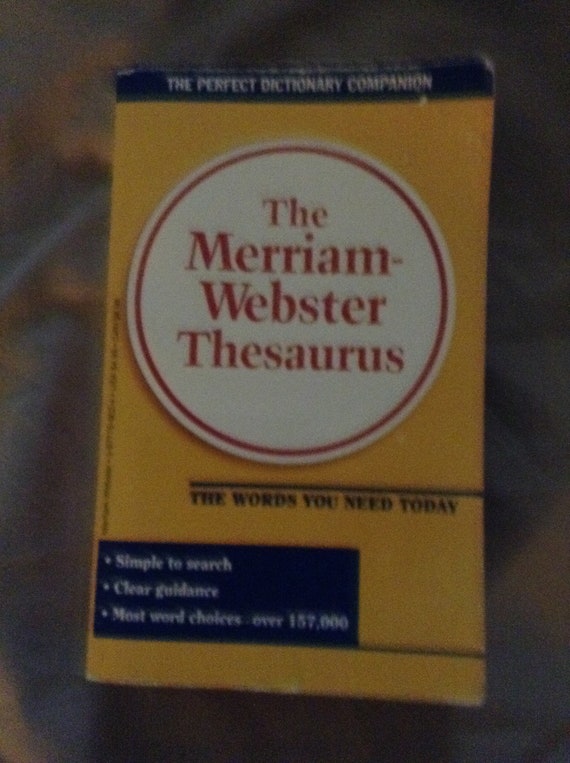 THE PERFECT DICTIONARY COMPANION
The
Merriam-
Webster
Thesaurus
THE WORDS YOU NEED TODAY
• Simple to search
• Clear guidance
• Most word choices - over 157,000